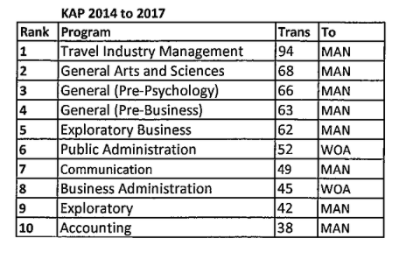 KAP 2014 to 2017
Rank Program Trans To
1 Travel Industry Management 94 MAN
2 General Arts and Sciences 68 MAN
3 General (Pre-Psychology) 66 MAN
4 General (Pre-Business) 63 MAN
5 Exploratory Business 62 MAN
6 Public Administration 52 WOA
7 Communication 49 MAN
8 Business Administration 45 WOA
9 Exploratory 42 MAN
10 Accounting 38 MAN